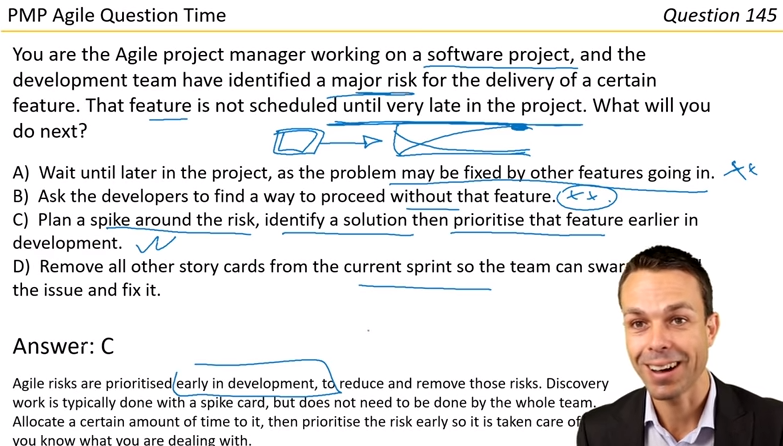 PMP Agile Question Time
Question 145
You are the Agile project manager working on a software project, and the
development team have identified a major risk for the delivery of a certain
feature. That feature is not scheduled until very late in the project. What will you
do next?
A) Wait until later in the project, as the problem may be fixed by other features going in.
B) Ask the developers to find a way to proceed without that feature.
C) Plan a spike around the risk, identify a solution then prioritise that feature earlier in
development.
D) Remove all other story cards from the current sprint so the team can
the issue and fix it.
Answer: C
Agile risks are prioritised early in development, to reduce and remove those risks. Discovery
work is typically done with a spike card, but does not need to be done by the whole team.
Allocate a certain amount of time to it, then prioritise the risk early so it is taken care of
you know what you are dealing with.